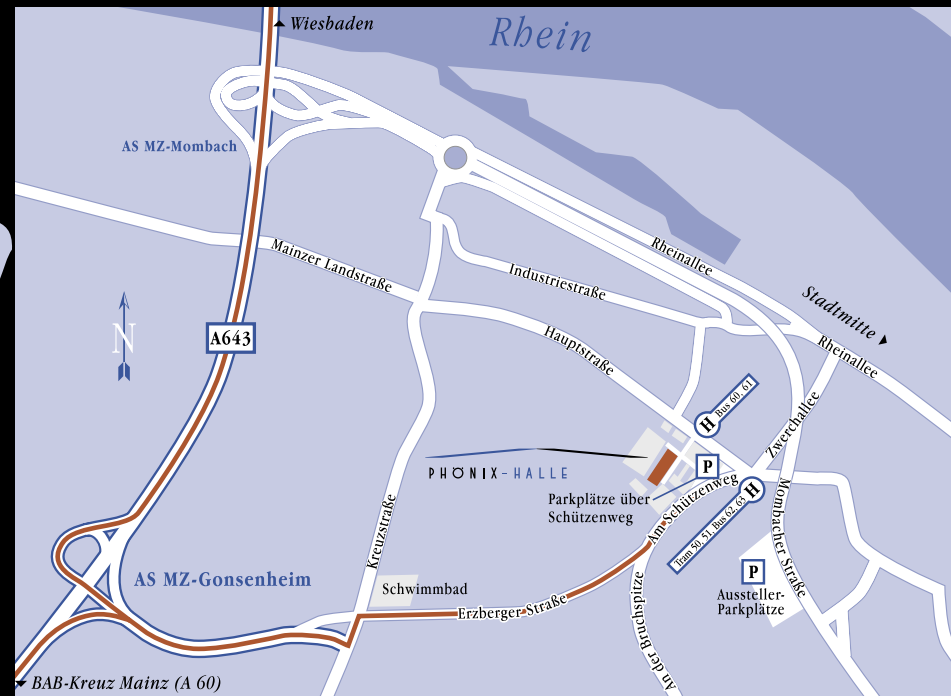 Wiesbaden
Rhein
AS MZ-Mombach
Rheinallee
Mainzer Landstraße
Industriestraße
Stadtmitte
N
A643
Hauptstraße
Rheinallee
Bus 60, 61
H
Zwerchallee
PHÖNIX-HALLE
P
Parkplätze über
Schützenweg
Am Schützenweg
H
Tram 50, 51, Bus 62, 63
Mombacher Straße
Kreuzstraße
AS MZ-Gonsenheim
Schwimmbad
Erzberger Straße
An der Bruchspitze
P
Aussteller-
Parkplätze
BAB-Kreuz Mainz (A 60)